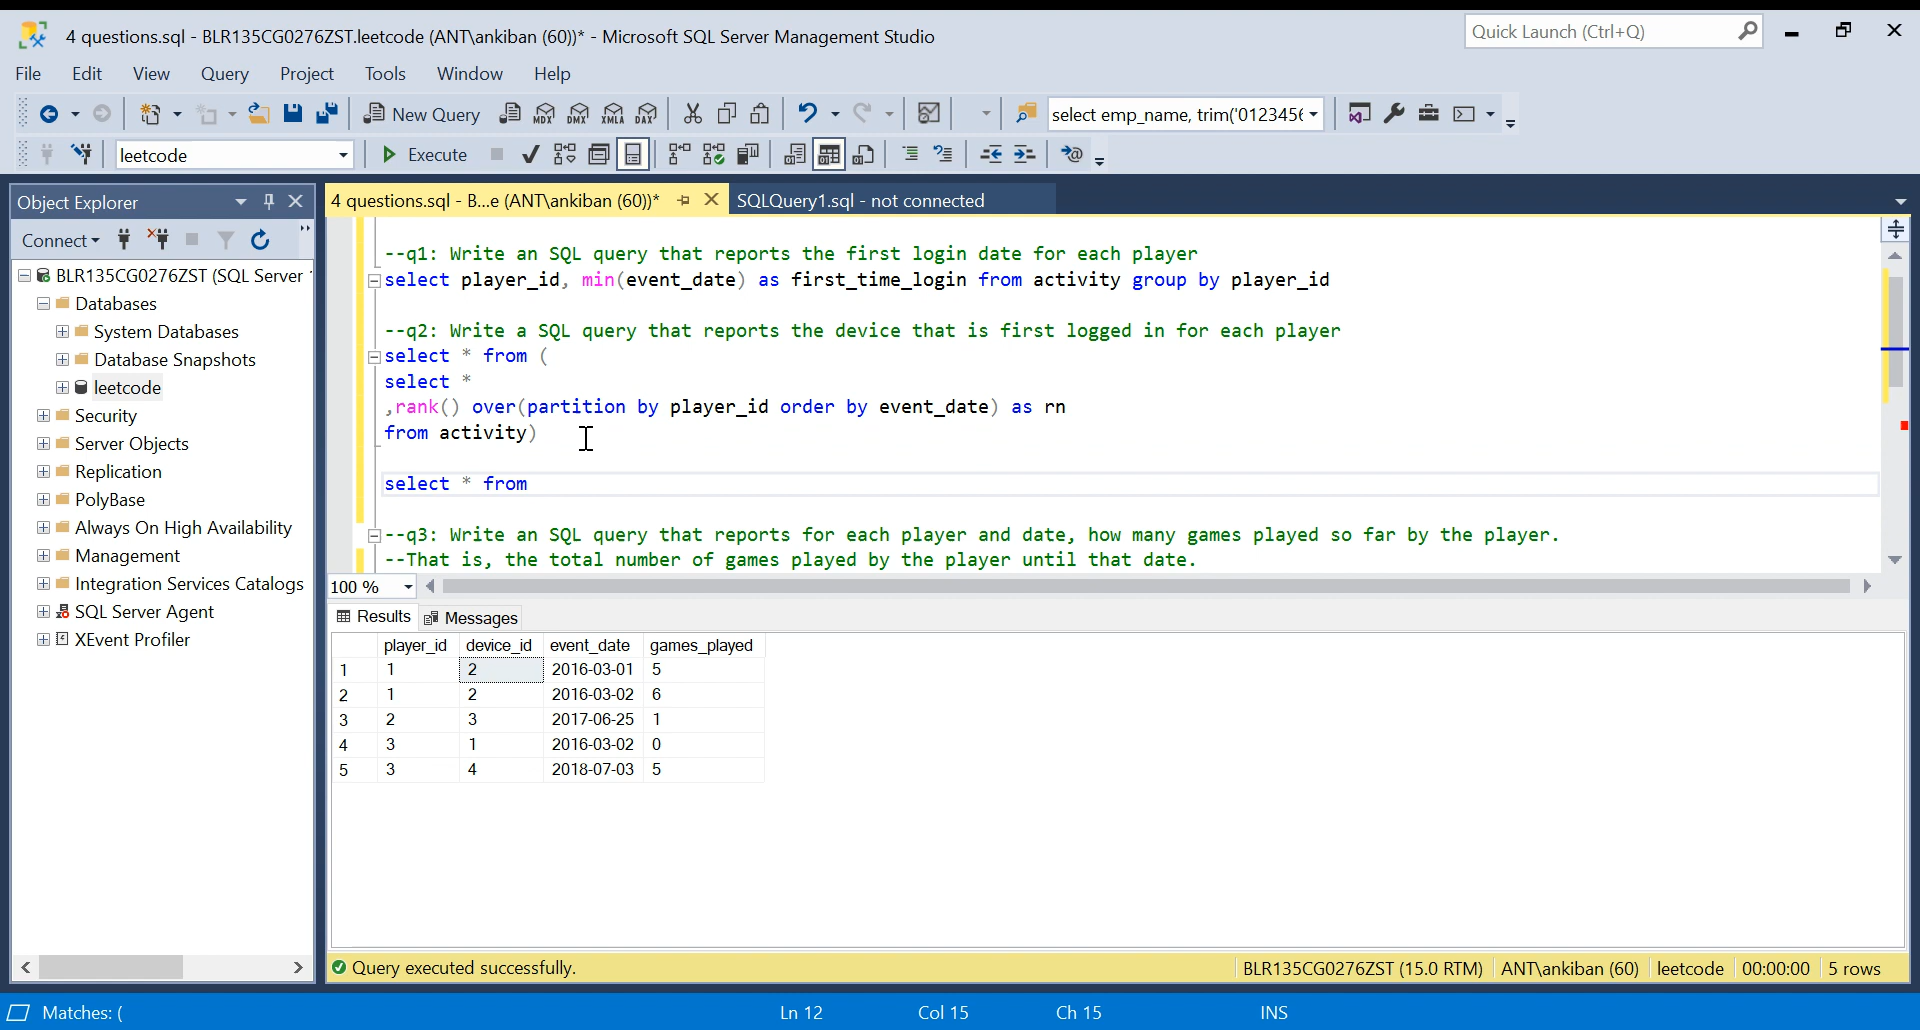 4 questions.sql - BLR135CG0276ZST.leetcode (ANT\ankiban (60))* - Microsoft SQL Server Management Studio
Quick Launch (Ctrl+Q)
File Edit View Query Project Tools Window Help
New Query
MDX DMX XMLA DAX
select emp_name, trim('0123456
leetcode
Execute
Object Explorer
Connect
BLR135CG0276ZST (SQL Server
Databases
System Databases
Database Snapshots
leetcode
Security
Server Objects
Replication
PolyBase
Always On High Availability
Management
Integration Services Catalogs
SQL Server Agent
XEvent Profiler
4 questions.sql - B...e (ANT\ankiban (60))*
SQLQuery1.sql - not connected
--q1: Write an SQL query that reports the first login date for each player
select player_id, min(event_date) as first_time_login from activity group by player_id
--q2: Write a SQL query that reports the device that is first logged in for each player
select * from (
select *
,rank() over(partition by player_id order by event_date) as rn
from activity)
select * from
--q3: Write an SQL query that reports for each player and date, how many games played so far by the player.
--That is, the total number of games played by the player until that date.
100 %
Results Messages
player_id device_id event_date games_played
1 1 2 2016-03-01 5
2 1 2 2016-03-02 6
3 2 3 2017-06-25 1
4 3 1 2016-03-02 0
5 3 4 2018-07-03 5
Query executed successfully.
BLR135CG0276ZST (15.0 RTM) ANT\ankiban (60) leetcode 00:00:00 5 rows
Matches: (
Ln 12 Col 15 Ch 15 INS